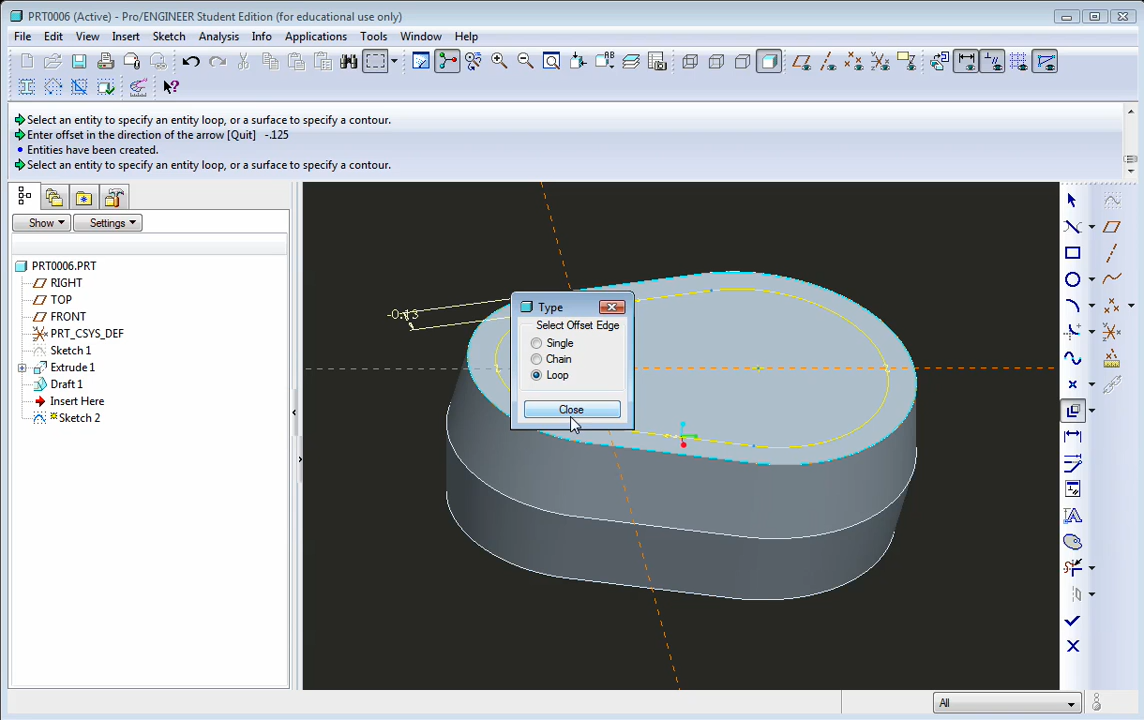 PRT0006 (Active) - Pro/ENGINEER Student Edition (for educational use only)
File Edit View Insert Sketch Analysis Info Applications Tools Window Help
Select an entity to specify an entity loop, or a surface to specify a contour.
Enter offset in the direction of the arrow [Quit] -.125
Entities have been created.
Select an entity to specify an entity loop, or a surface to specify a contour.
Show Settings
PRT0006.PRT
RIGHT
TOP
FRONT
PRT_CSYS_DEF
Sketch 1
Extrude 1
Draft 1
Insert Here
Sketch 2
-0.13
Type
Select Offset Edge
Single
Chain
Loop
Close
All